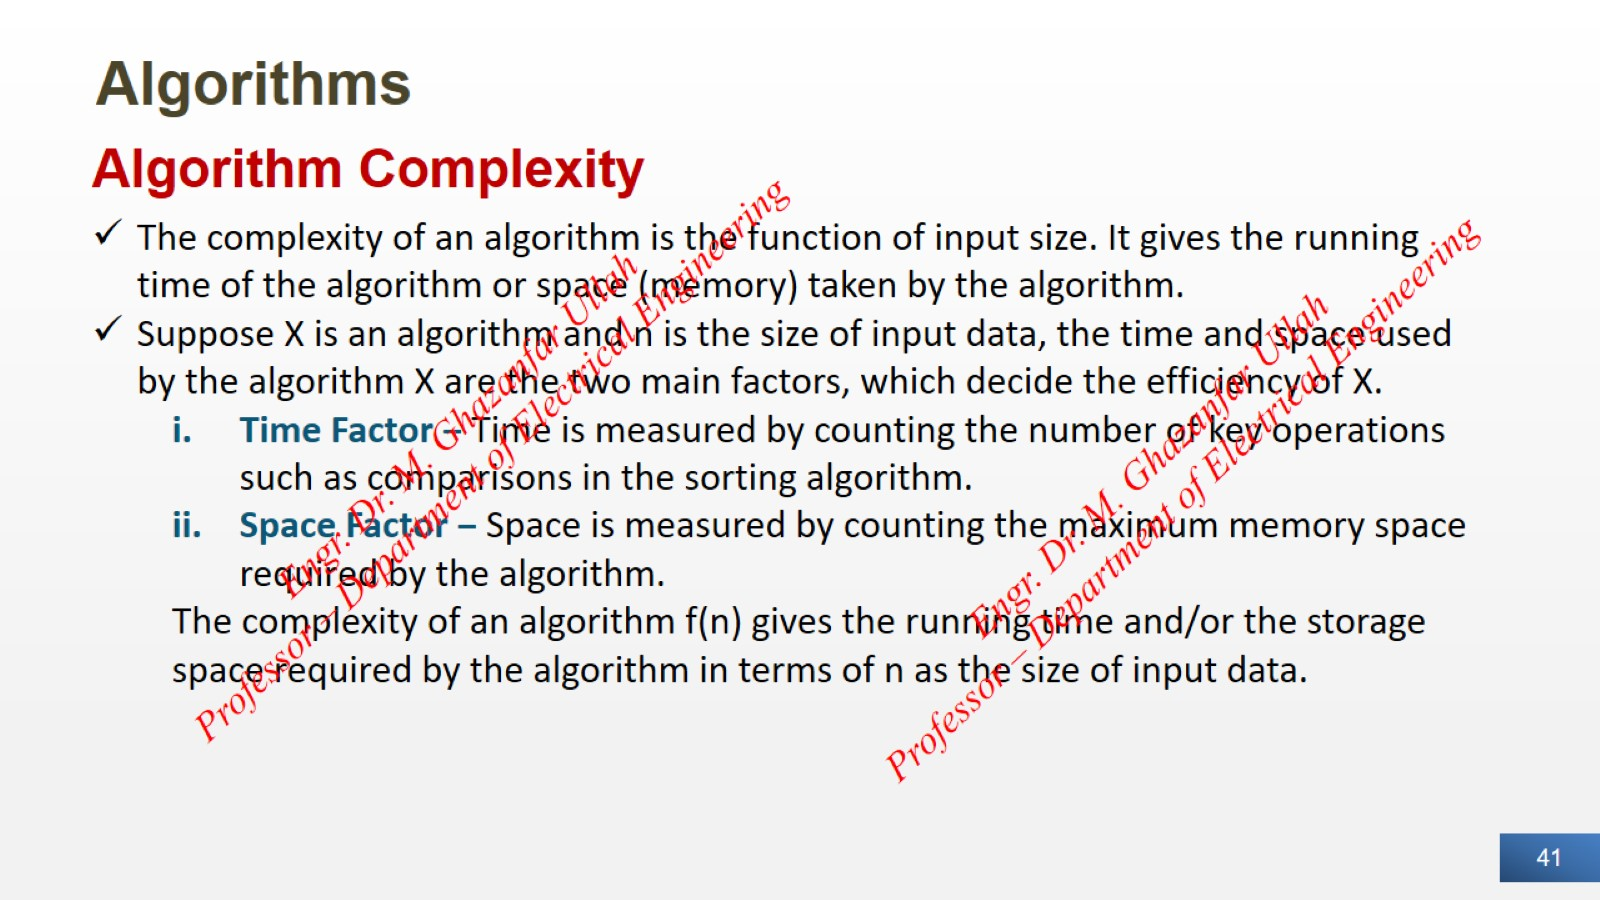 Algorithms
Algorithm Complexity
✓ The complexity of an algorithm is the function of input size. It gives the running
time of the algorithm or space (memory) taken by the algorithm.
✓ Suppose X is an algorithm and n is the size of input data, the time and space used
by the algorithm X are the two main factors, which decide the efficiency of X.
i. Time Factor – Time is measured by counting the number of key operations
such as comparisons in the sorting algorithm.
ii. Space Factor – Space is measured by counting the maximum memory space
required by the algorithm.
The complexity of an algorithm f(n) gives the running time and/or the storage
space required by the algorithm in terms of n as the size of input data.
Engr. Dr. M. Ghazanfar Ullah
Professor – Department of Electrical Engineering
Engr. Dr. M. Ghazanfar Ullah
Professor – Department of Electrical Engineering
41